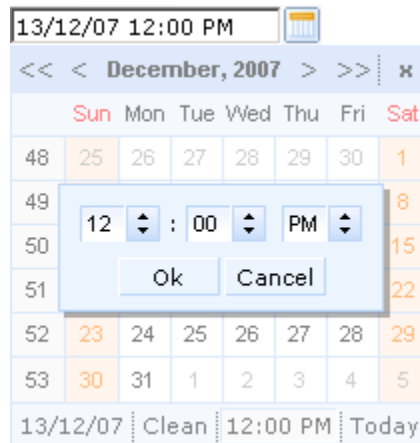 13/12/07 12:00 PM
<< < December, 2007 > >> x
Sun Mon Tue Wed Thu Fri Sat
48 25 26 27 28 29 30 1
49 8
12 : 00 PM
50 15
Ok Cancel
51 22
52 23 24 25 26 27 28 29
53 30 31 1 2 3 4 5
13/12/07 Clean 12:00 PM Today